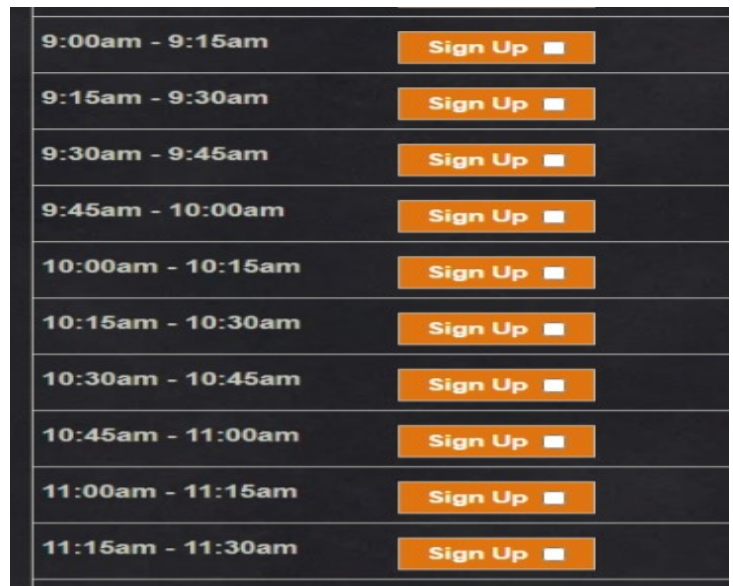 9:00am - 9:15am Sign Up
9:15am - 9:30am Sign Up
9:30am - 9:45am Sign Up
9:45am - 10:00am Sign Up
10:00am - 10:15am Sign Up
10:15am - 10:30am Sign Up
10:30am - 10:45am Sign Up
10:45am - 11:00am Sign Up
11:00am - 11:15am Sign Up
11:15am - 11:30am Sign Up